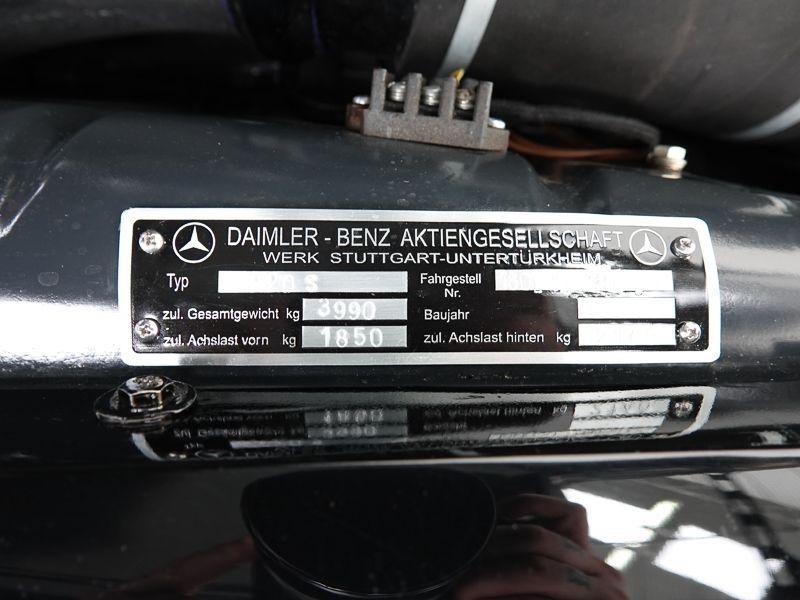 DAIMLER - BENZ AKTIENGESELLSCHAFT
WERK STUTTGART-UNTERTÜRKHEIM
Typ S Fahrgestell Nr.
zul. Gesamtgewicht kg 3990 Baujahr
zul. Achslast vorn kg 1850 zul. Achslast hinten kg